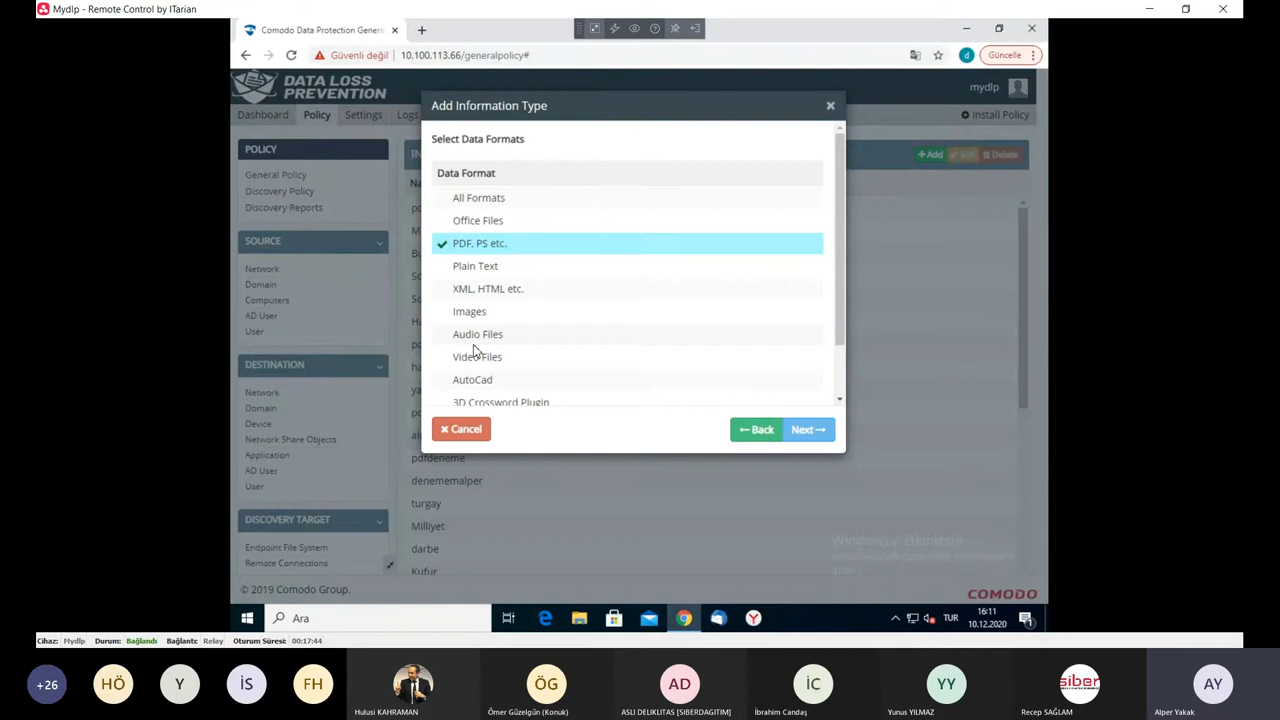 Mydlp - Remote Control by ITarian
Comodo Data Protection Genera
Güvenli değil
10.100.113.66/generalpolicy#
d
Güncelle
DATA LOSS
PREVENTION
mydlp
Dashboard
Policy
Settings
Logs
Install Policy
Add Information Type
Select Data Formats
Data Format
All Formats
Office Files
PDF, PS etc.
Plain Text
XML, HTML etc.
Images
Audio Files
Video Files
AutoCad
3D Crossword Plugin
Cancel
Back
Next
POLICY
General Policy
Discovery Policy
Discovery Reports
SOURCE
Network
Domain
Computers
AD User
User
DESTINATION
Network
Domain
Device
Network Share Objects
Application
AD User
User
DISCOVERY TARGET
Endpoint File System
Remote Connections
Add
Delete
pdfdeneme
denemealper
turgay
Milliyet
darbe
Kufur
© 2019 Comodo Group.
COMODO
Ara
TUR
16:11
10.12.2020
1
Cihaz: Mydlp Durum: Bağlandı Bağlantı: Relay Oturum Süresi: 00:17:44
+26
HÖ
Y
İS
FH
Hulusi KAHRAMAN
ÖG
Ömer Güzelgün (Konuk)
AD
ASLI DELIKLITAS [SIBERDAGITIM]
İC
İbrahim Candaş
YY
Yunus YILMAZ
siber
Recep SAĞLAM
AY
Alper Yakak